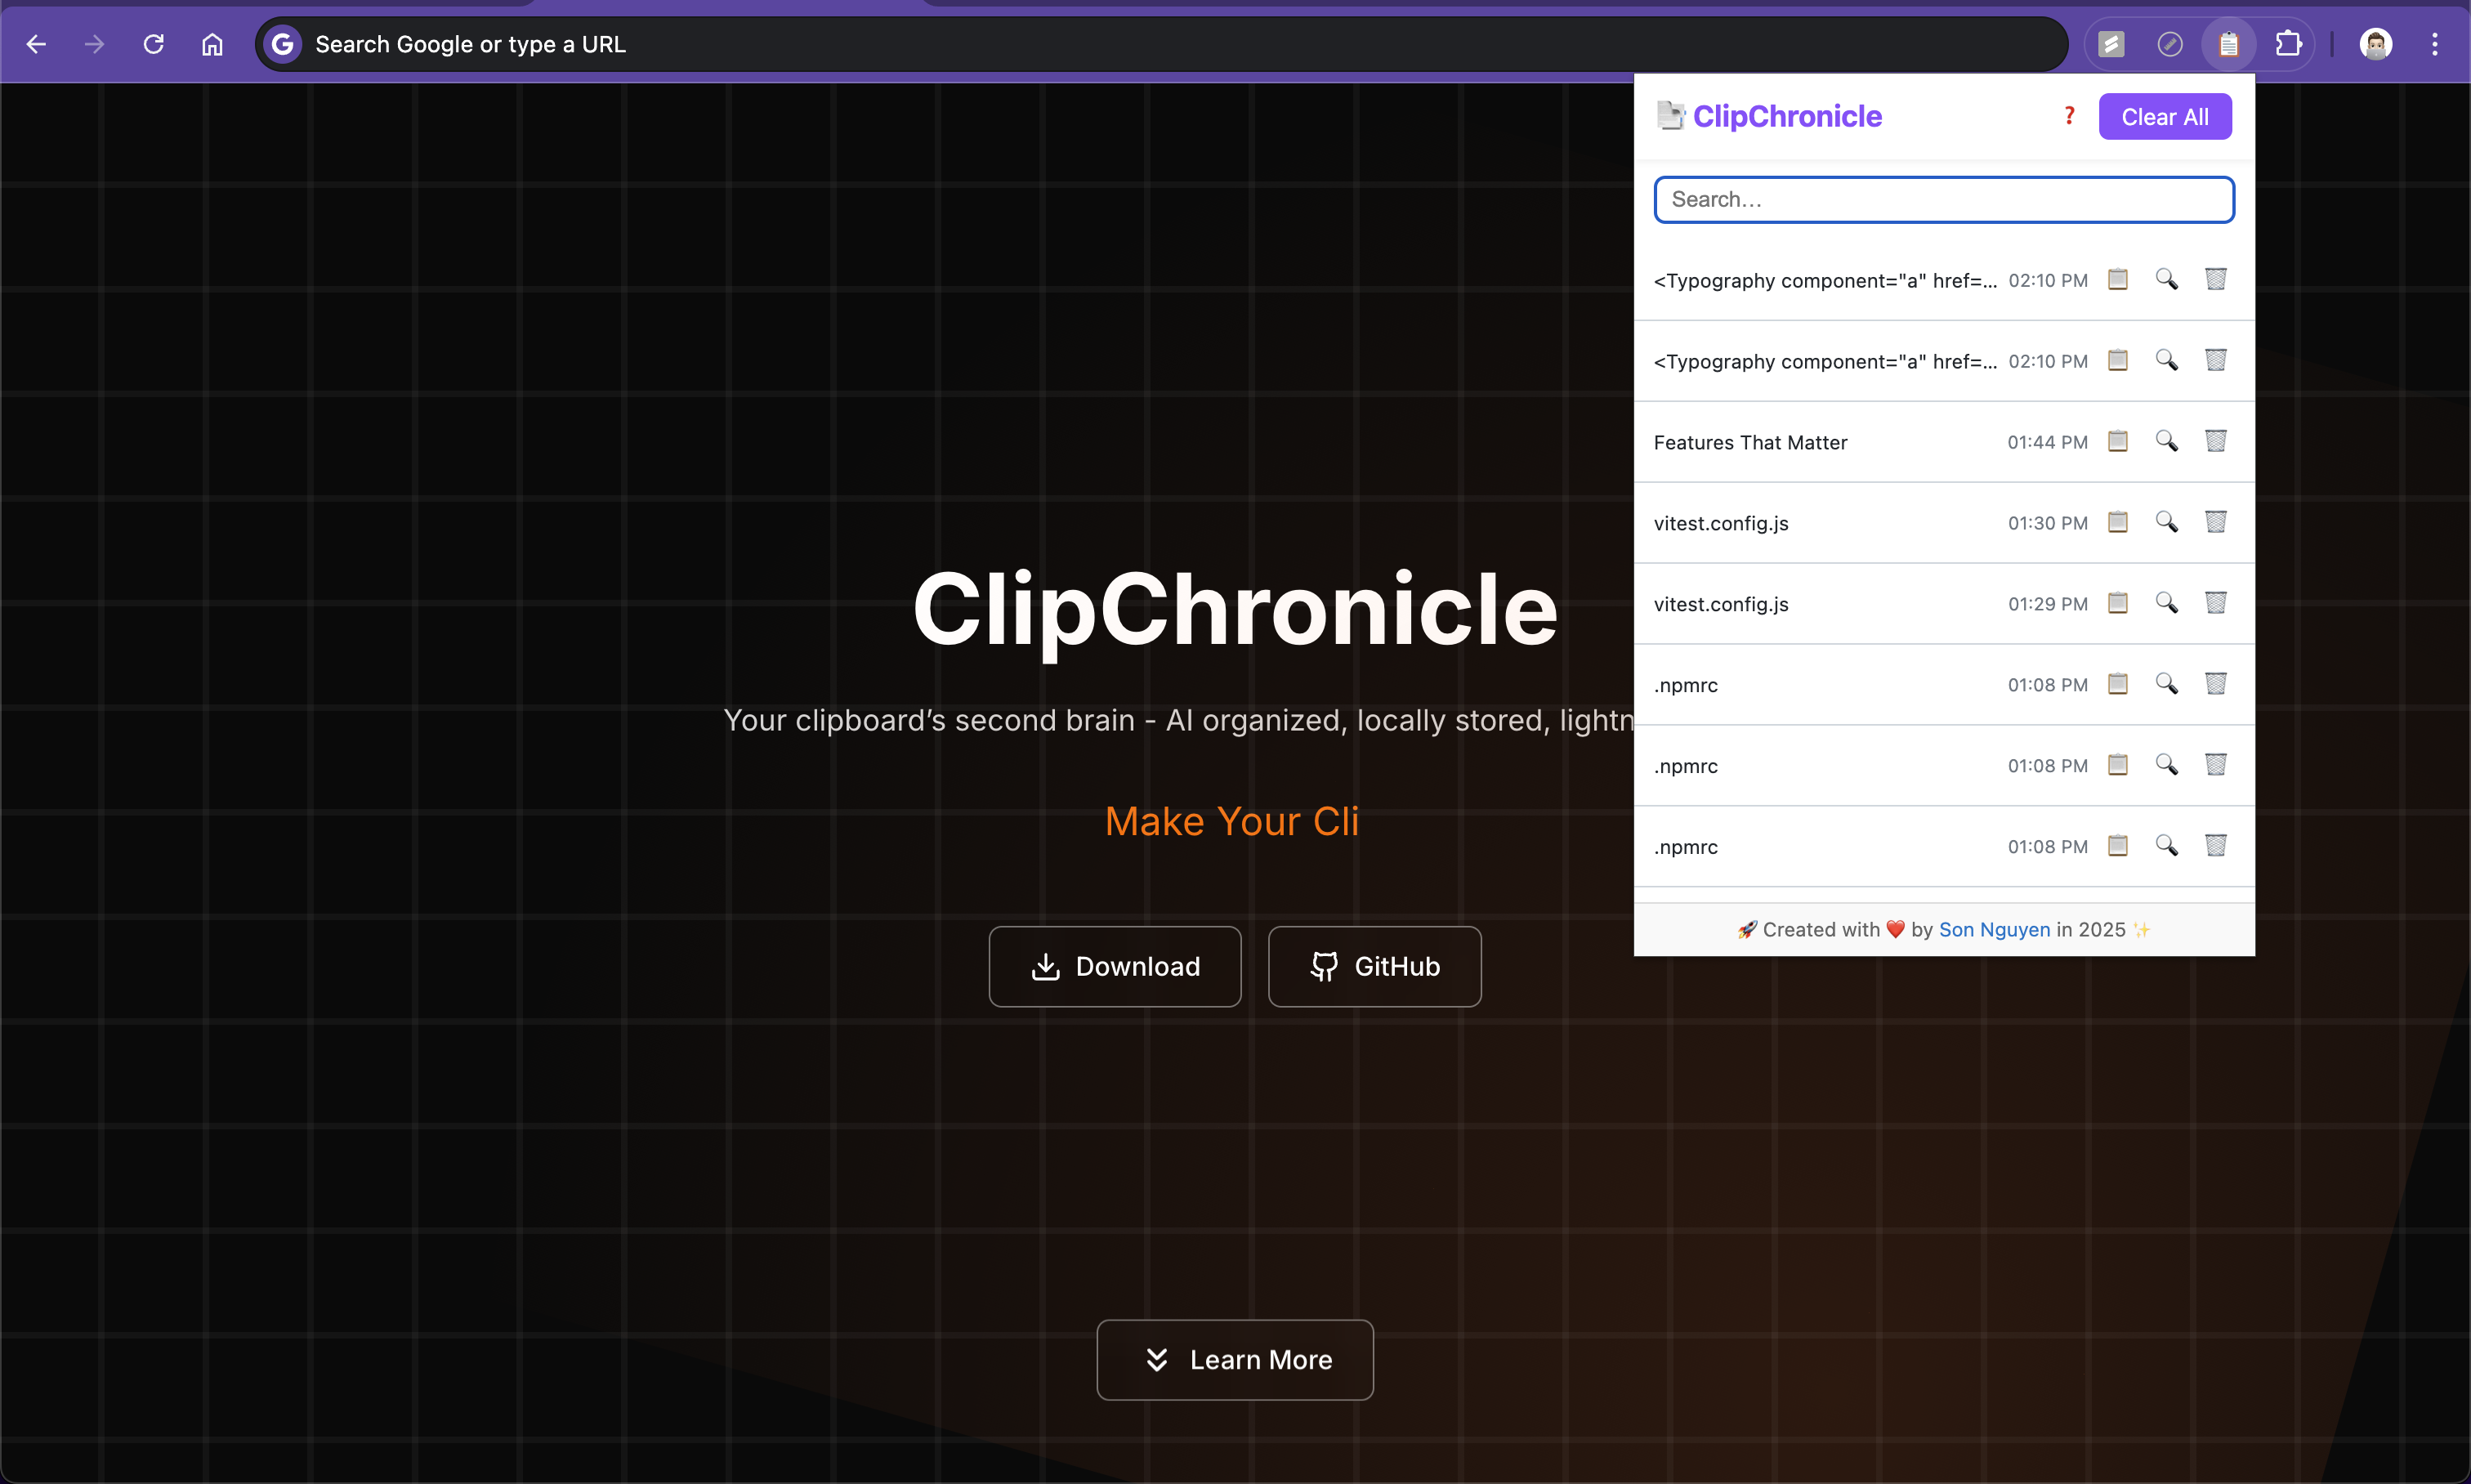 Search Google or type a URL
ClipChronicle
Clear All
Search...
<Typography component="a" href=... 02:10 PM
<Typography component="a" href=... 02:10 PM
Features That Matter 01:44 PM
vitest.config.js 01:30 PM
vitest.config.js 01:29 PM
.npmrc 01:08 PM
.npmrc 01:08 PM
.npmrc 01:08 PM
🚀 Created with ❤️ by Son Nguyen in 2025 ✨
ClipChronicle
Your clipboard’s second brain - AI organized, locally stored, lightn
Make Your Cli
Download
GitHub
Learn More